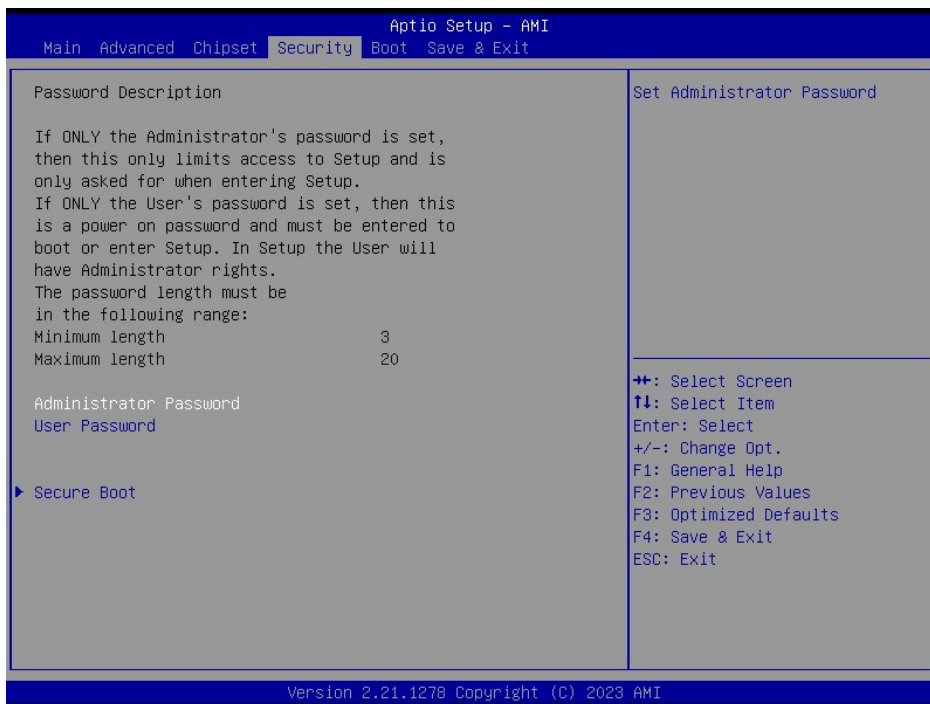 Aptio Setup - AMI
Main Advanced Chipset Security Boot Save & Exit
Password Description
If ONLY the Administrator's password is set,
then this only limits access to Setup and is
only asked for when entering Setup.
If ONLY the User's password is set, then this
is a power on password and must be entered to
boot or enter Setup. In Setup the User will
have Administrator rights.
The password length must be
in the following range:
Minimum length 3
Maximum length 20
Administrator Password
User Password
Secure Boot
Set Administrator Password
→←: Select Screen
↑↓: Select Item
Enter: Select
+/-: Change Opt.
F1: General Help
F2: Previous Values
F3: Optimized Defaults
F4: Save & Exit
ESC: Exit
Version 2.21.1278 Copyright (C) 2023 AMI